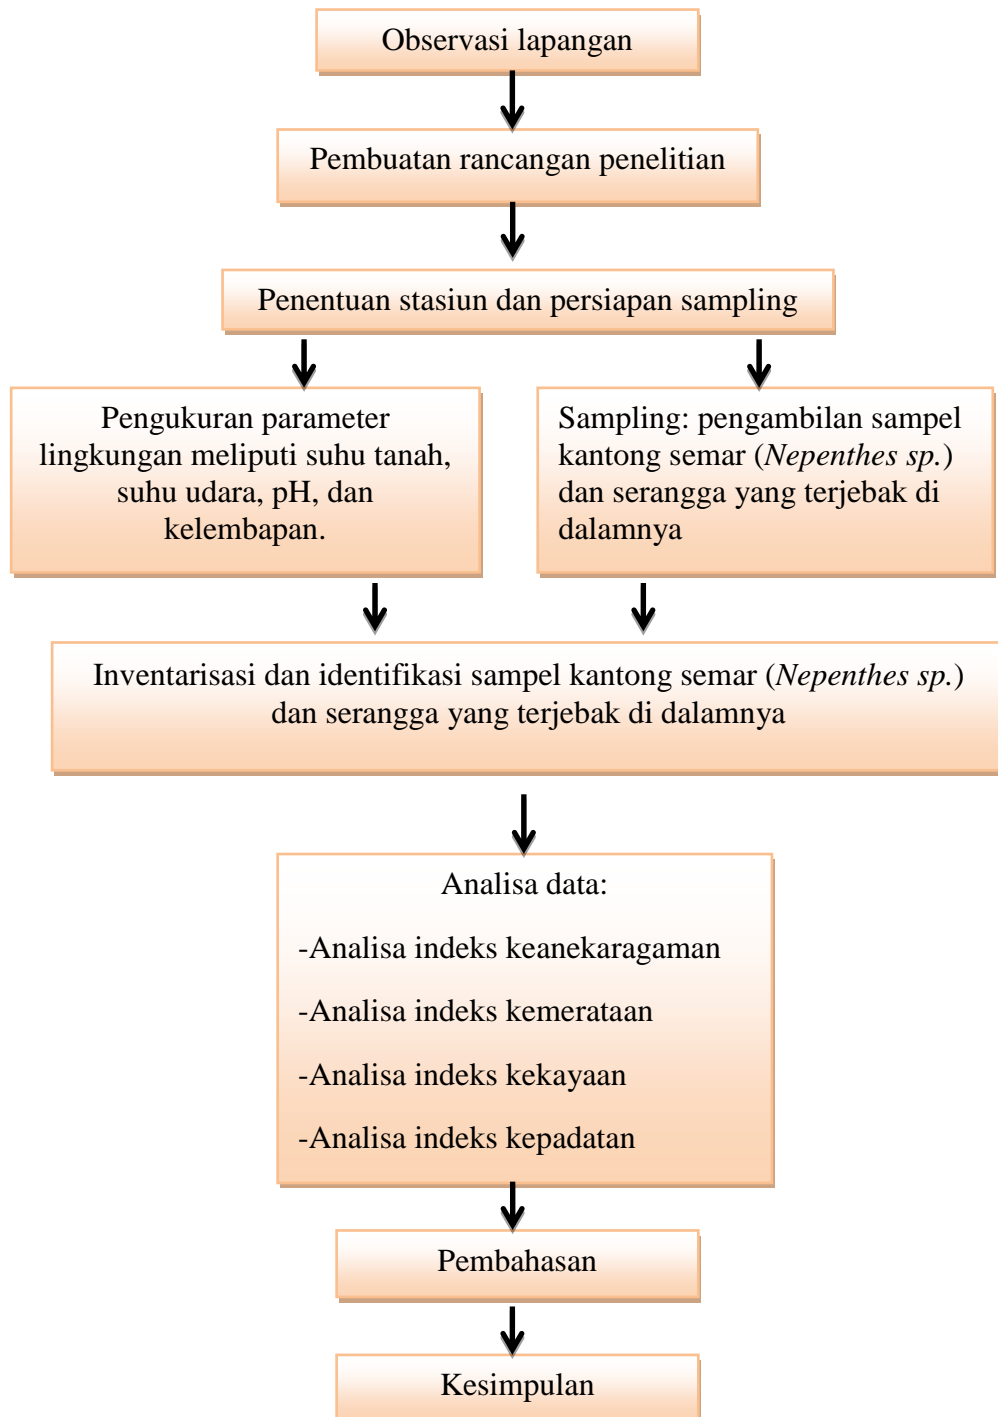 Observasi lapangan
Pembuatan rancangan penelitian
Penentuan stasiun dan persiapan sampling
Pengukuran parameter
lingkungan meliputi suhu tanah,
suhu udara, pH, dan
kelembapan.
Sampling: pengambilan sampel
kantong semar (Nepenthes sp.)
dan serangga yang terjebak di
dalamnya
Inventarisasi dan identifikasi sampel kantong semar (Nepenthes sp.)
dan serangga yang terjebak di dalamnya
Analisa data:
-Analisa indeks keanekaragaman
-Analisa indeks kemerataan
-Analisa indeks kekayaan
-Analisa indeks kepadatan
Pembahasan
Kesimpulan